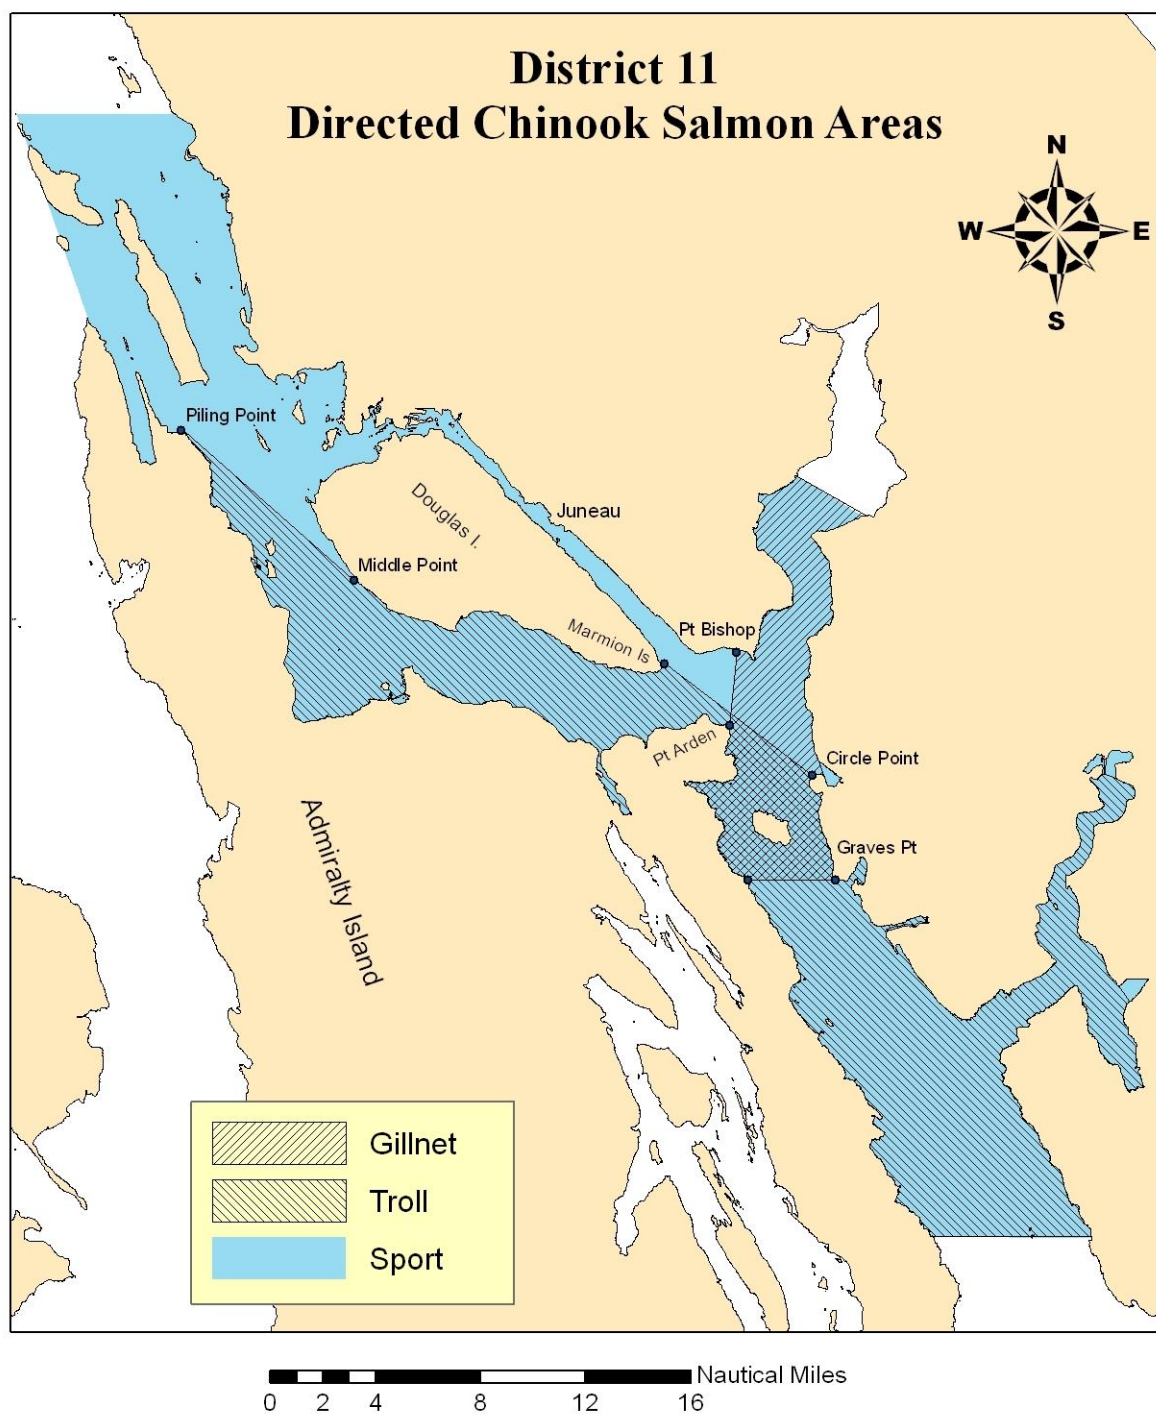 District 11
Directed Chinook Salmon Areas
N
W
E
S
Piling Point
Douglas I.
Juneau
Middle Point
Marmion Is
Pt Bishop
Pt Arden
Circle Point
Graves Pt
Admiralty Island
Gillnet
Troll
Sport
Nautical Miles
0 2 4 8 12 16